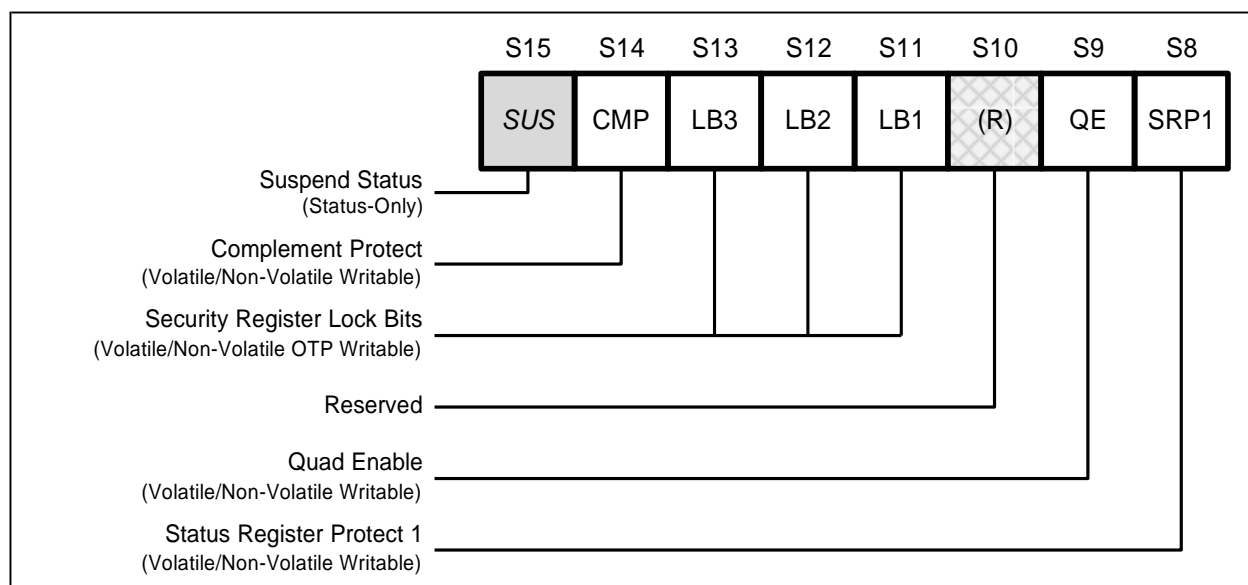 S15 S14 S13 S12 S11 S10 S9 S8
SUS CMP LB3 LB2 LB1 (R) QE SRP1
Suspend Status
(Status-Only)
Complement Protect
(Volatile/Non-Volatile Writable)
Security Register Lock Bits
(Volatile/Non-Volatile OTP Writable)
Reserved
Quad Enable
(Volatile/Non-Volatile Writable)
Status Register Protect 1
(Volatile/Non-Volatile Writable)